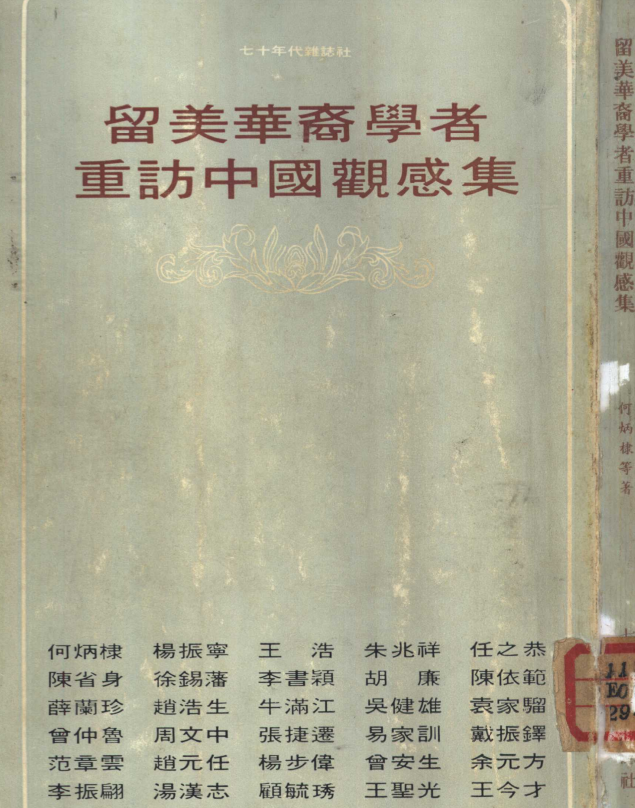 七十年代雜誌社
留美華裔學者
重訪中國觀感集
何炳棣 楊振寧 王浩 朱兆祥 任之恭
陳省身 徐錫藩 李書穎 胡廉 陳依範
薛蘭珍 趙浩生 牛滿江 吳健雄 袁家騮
曾仲魯 周文中 張捷遷 易家訓 戴振鐸
范章雲 趙元任 楊步偉 曾安生 余元方
李振翩 湯漢志 顧毓琇 王聖光 王今才
留美華裔學者重訪中國觀感集
何炳棣等著
社
11
EO
29